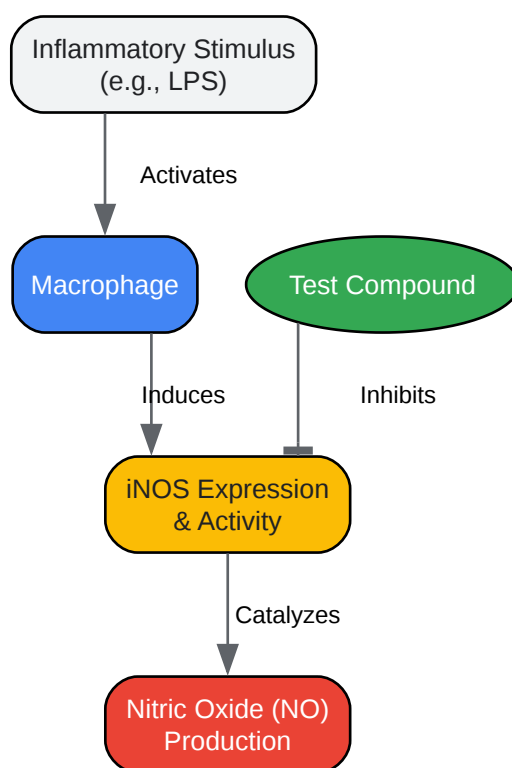 Inflammatory Stimulus
(e.g., LPS)
Activates
Macrophage
Test Compound
Induces
Inhibits
iNOS Expression
& Activity
Catalyzes
Nitric Oxide (NO)
Production